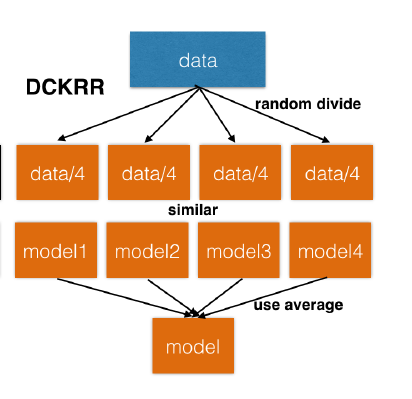 data
DCKRR
random divide
data/4 data/4 data/4 data/4
similar
model1 model2 model3 model4
use average
model